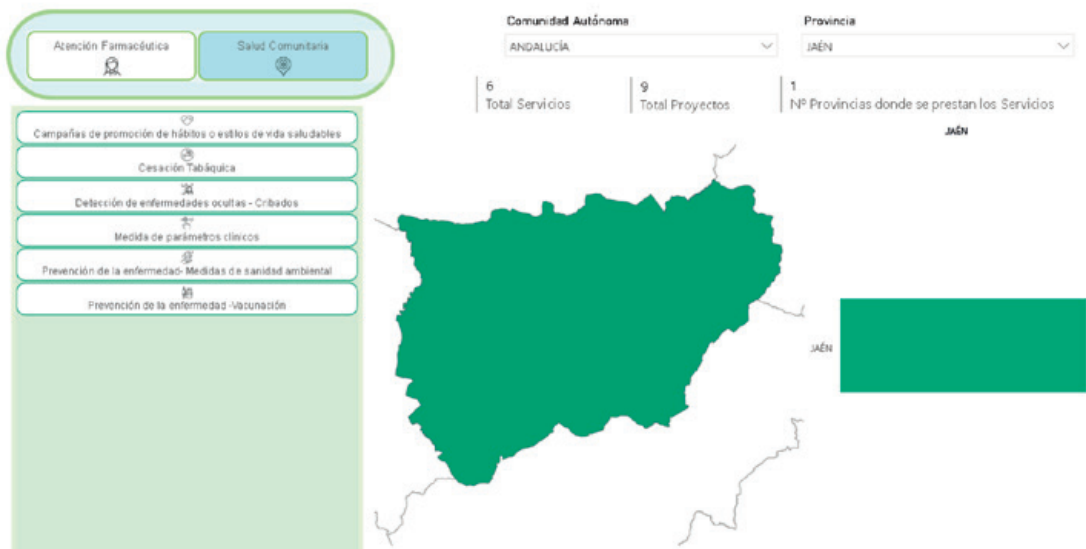 Atención Farmacéutica
Salud Comunitaria
Comunidad Autónoma
ANDALUCÍA
Provincia
JAÉN
6
Total Servicios
9
Total Proyectos
1
Nº Provincias donde se prestan los Servicios
Campañas de promoción de hábitos o estilos de vida saludables
Cesación Tabáquica
Detección de enfermedades ocultas - Cribados
Medida de parámetros clínicos
Prevención de la enfermedad- Medidas de sanidad ambiental
Prevención de la enfermedad -Vacunación
JAÉN
JAÉN